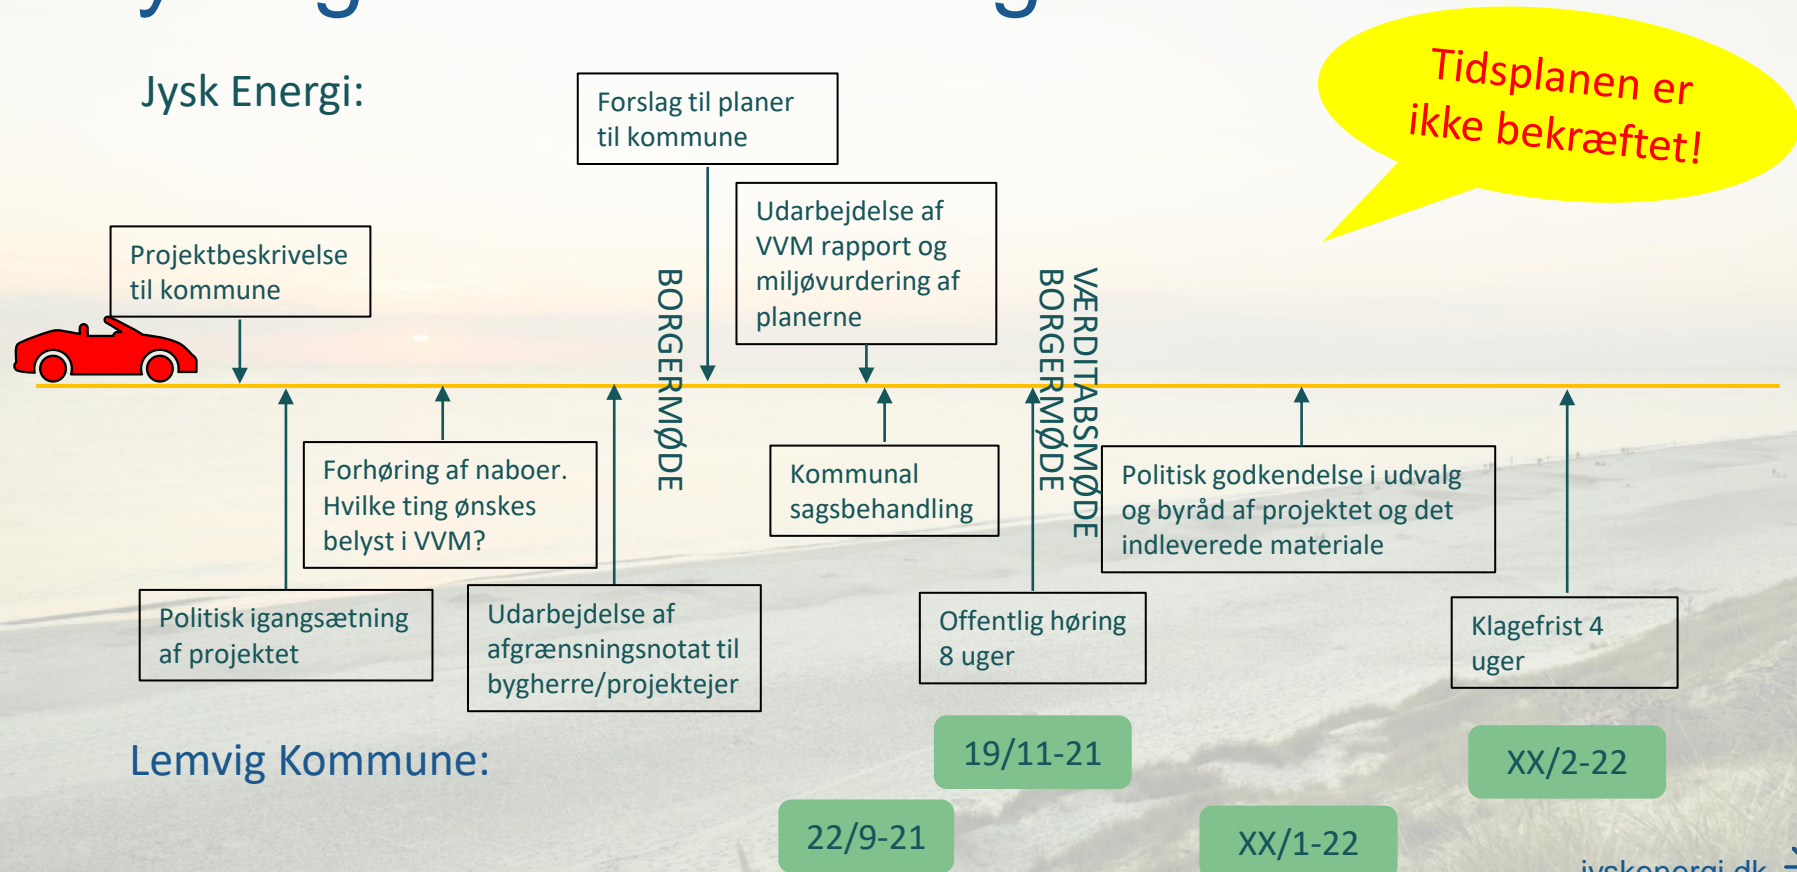 Jysk Energi:
Tidsplanen er
ikke bekræftet!
Forslag til planer
til kommune
Udarbejdelse af
VVM rapport og
miljøvurdering af
planerne
Projektbeskrivelse
til kommune
BORGERMØDE
BORGERMØDE
VÆRDITABSMØDE
Forhøring af naboer.
Hvilke ting ønskes
belyst i VVM?
Kommunal
sagsbehandling
Politisk godkendelse i udvalg
og byråd af projektet og det
indleverede materiale
Politisk igangsætning
af projektet
Udarbejdelse af
afgrænsningsnotat til
bygherre/projektejer
Offentlig høring
8 uger
Klagefrist 4
uger
Lemvig Kommune:
19/11-21
XX/2-22
22/9-21
XX/1-22
jyskenergi.dk